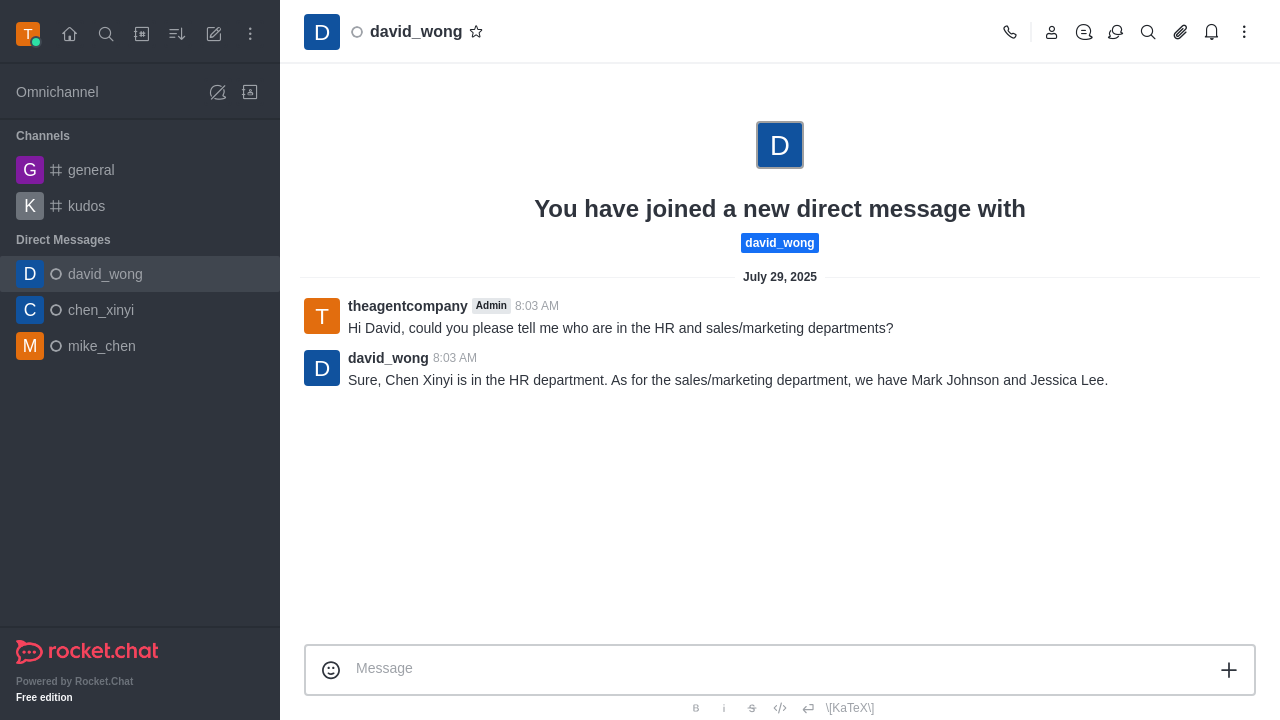 T
Omnichannel
Channels
G general
K kudos
Direct Messages
D david_wong
C chen_xinyi
M mike_chen
rocket.chat
Powered by Rocket.Chat
Free edition
D david_wong
D
You have joined a new direct message with
david_wong
July 29, 2025
T theagentcompany Admin 8:03 AM
Hi David, could you please tell me who are in the HR and sales/marketing departments?
D david_wong 8:03 AM
Sure, Chen Xinyi is in the HR department. As for the sales/marketing department, we have Mark Johnson and Jessica Lee.
Message
B i S </> \[KaTeX\]